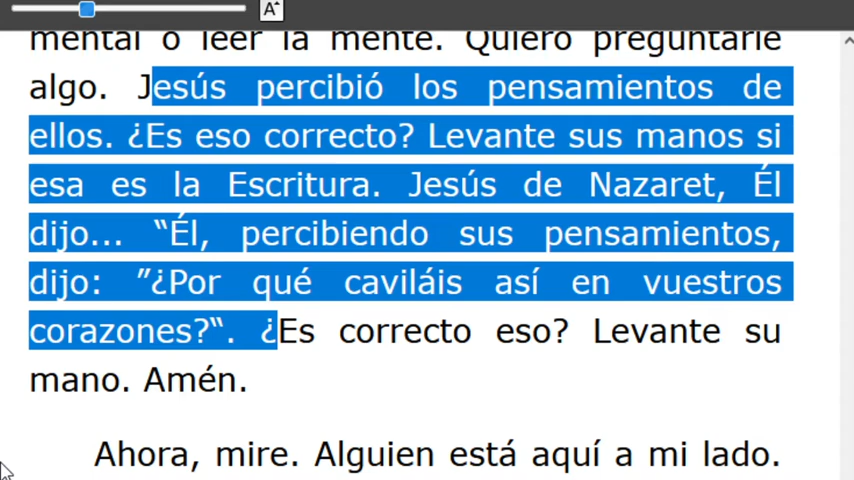 A
mental o leer la mente. Quiero preguntarle
algo. Jesús percibió los pensamientos de
ellos. ¿Es eso correcto? Levante sus manos si
esa es la Escritura. Jesús de Nazaret, Él
dijo... “Él, percibiendo sus pensamientos,
dijo: ”¿Por qué caviláis así en vuestros
corazones?“. ¿Es correcto eso? Levante su
mano. Amén.
Ahora, mire. Alguien está aquí a mi lado.